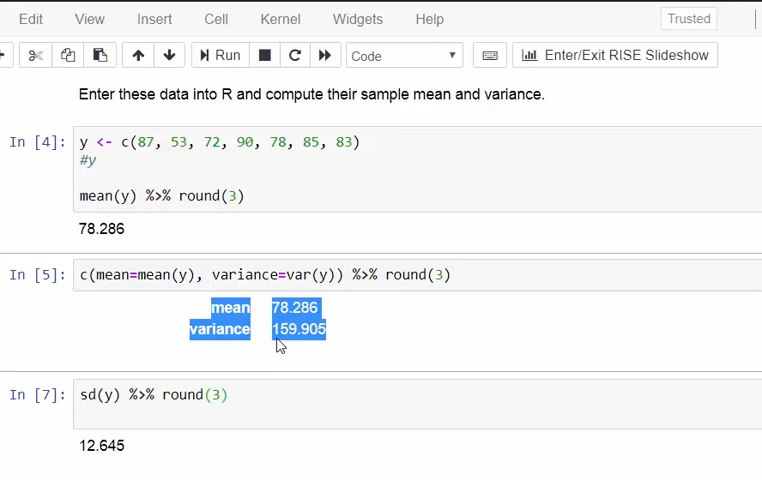 Edit View Insert Cell Kernel Widgets Help Trusted
Run Code Enter/Exit RISE Slideshow
Enter these data into R and compute their sample mean and variance.
In [4]: y <- c(87, 53, 72, 90, 78, 85, 83)
#y
mean(y) %>% round(3)
78.286
In [5]: c(mean=mean(y), variance=var(y)) %>% round(3)
mean 78.286
variance 159.905
In [7]: sd(y) %>% round(3)
12.645